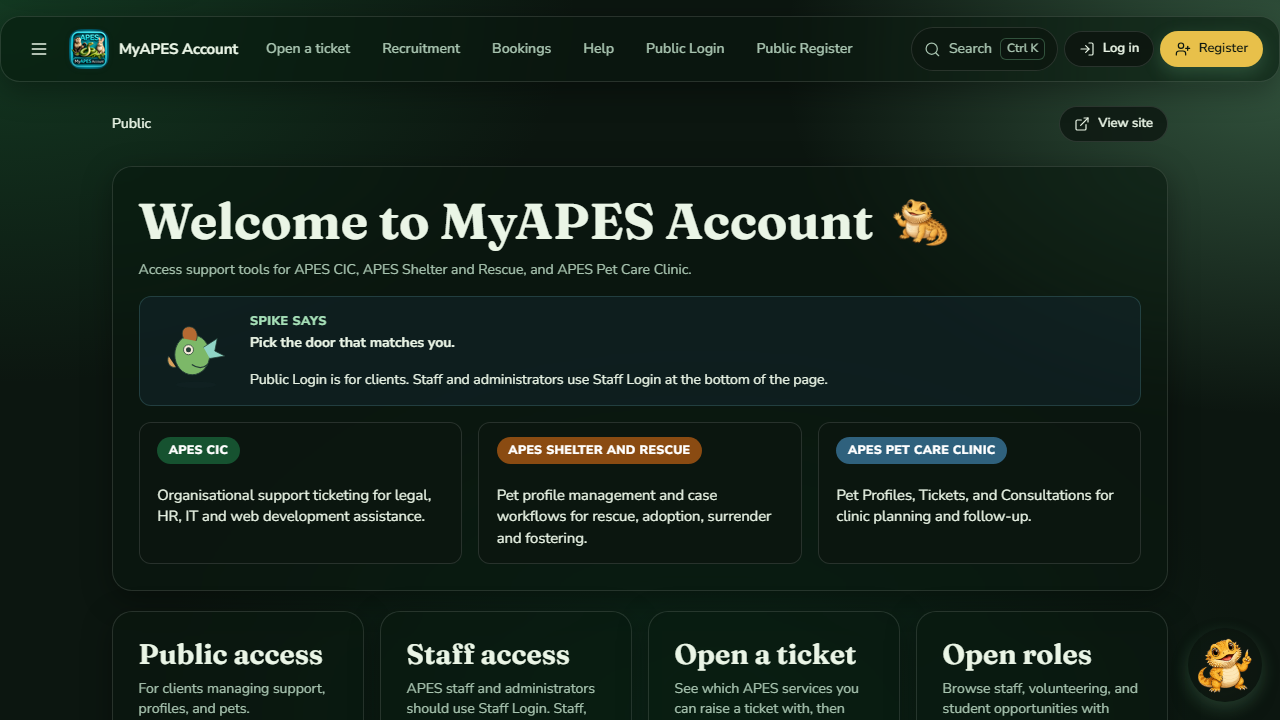 MyAPES Account
Open a ticket
Recruitment
Bookings
Help
Public Login
Public Register
Search
Ctrl K
Log in
Register
Public
View site
Welcome to MyAPES Account
Access support tools for APES CIC, APES Shelter and Rescue, and APES Pet Care Clinic.
SPIKE SAYS
Pick the door that matches you.
Public Login is for clients. Staff and administrators use Staff Login at the bottom of the page.
APES CIC
Organisational support ticketing for legal,
HR, IT and web development assistance.
APES SHELTER AND RESCUE
Pet profile management and case
workflows for rescue, adoption, surrender
and fostering.
APES PET CARE CLINIC
Pet Profiles, Tickets, and Consultations for
clinic planning and follow-up.
Public access
For clients managing support,
profiles, and pets.
Staff access
APES staff and administrators
should use Staff Login. Staff,
Open a ticket
See which APES services you
can raise a ticket with, then
Open roles
Browse staff, volunteering, and
student opportunities with